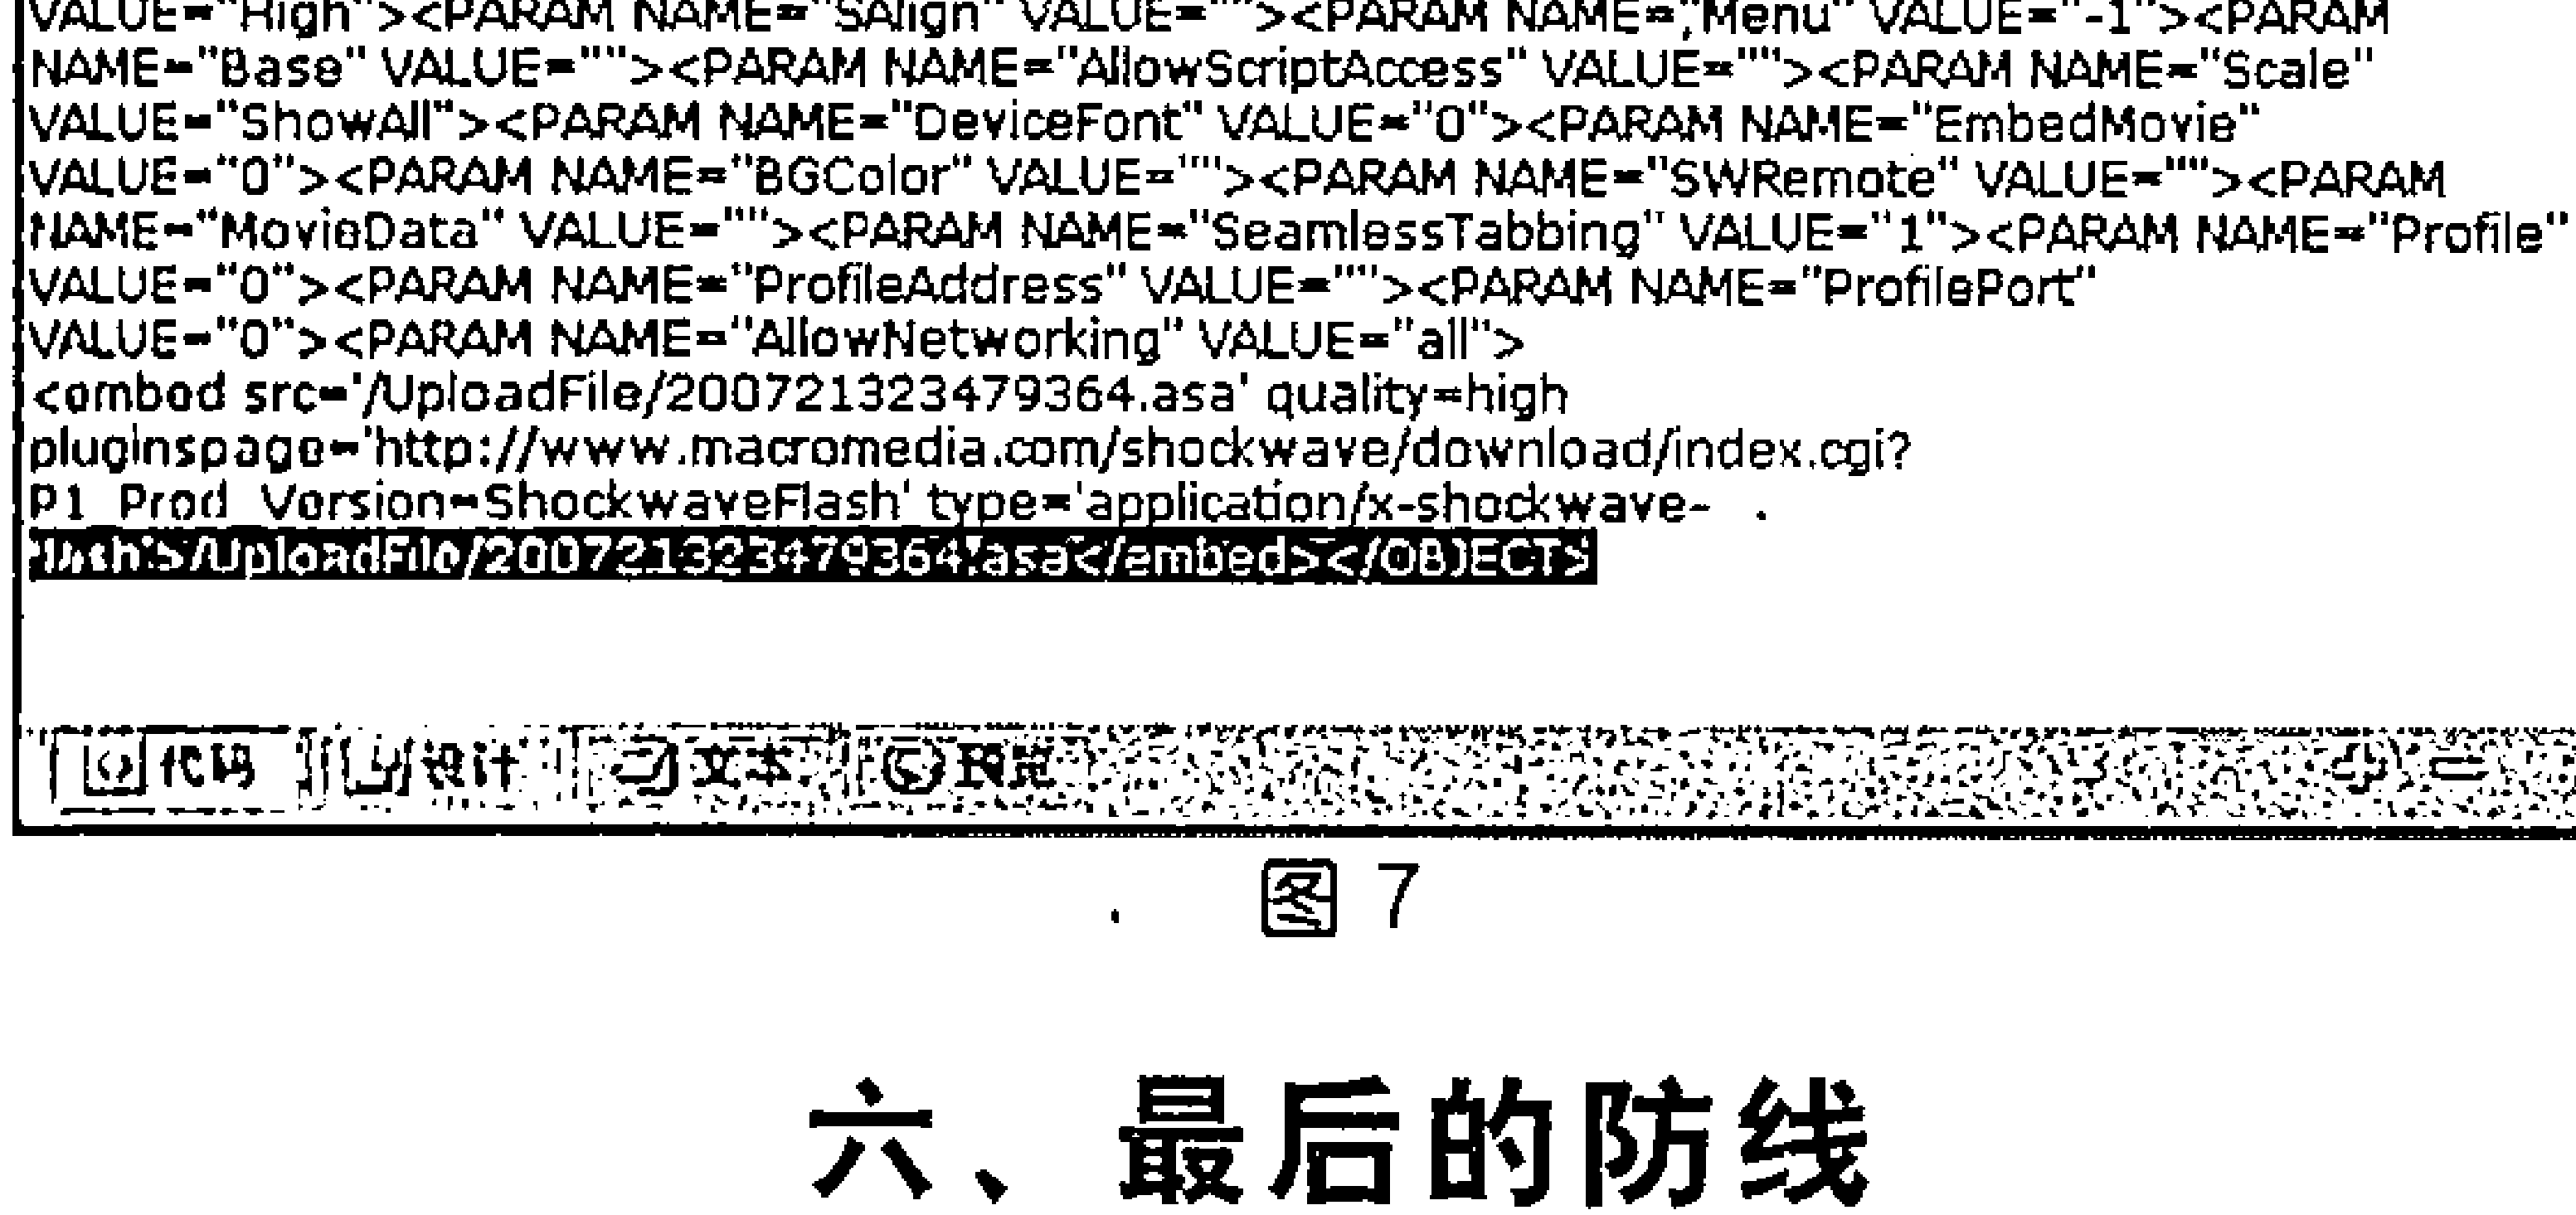 VALUE="High"><PARAM NAME="SAlign" VALUE=""><PARAM NAME="Menu" VALUE="-1"><PARAM
NAME="Base" VALUE=""><PARAM NAME="AllowScriptAccess" VALUE=""><PARAM NAME="Scale"
VALUE="ShowAll"><PARAM NAME="DeviceFont" VALUE="0"><PARAM NAME="EmbedMovie"
VALUE="0"><PARAM NAME="BGColor" VALUE=""><PARAM NAME="SWRemote" VALUE=""><PARAM
NAME="MovieData" VALUE=""><PARAM NAME="SeamlessTabbing" VALUE="1"><PARAM NAME="Profile"
VALUE="0"><PARAM NAME="ProfileAddress" VALUE=""><PARAM NAME="ProfilePort"
VALUE="0"><PARAM NAME="AllowNetworking" VALUE="all">
<embed src='/UploadFile/200721323479364.asa' quality=high
pluginspage='http://www.macromedia.com/shockwave/download/index.cgi?
P1_Prod_Version=ShockwaveFlash' type='application/x-shockwave-
flash'>/UploadFile/200721323479364.asa</embed></OBJECT>
代码 设计 文本
图 7
六、最后的防线